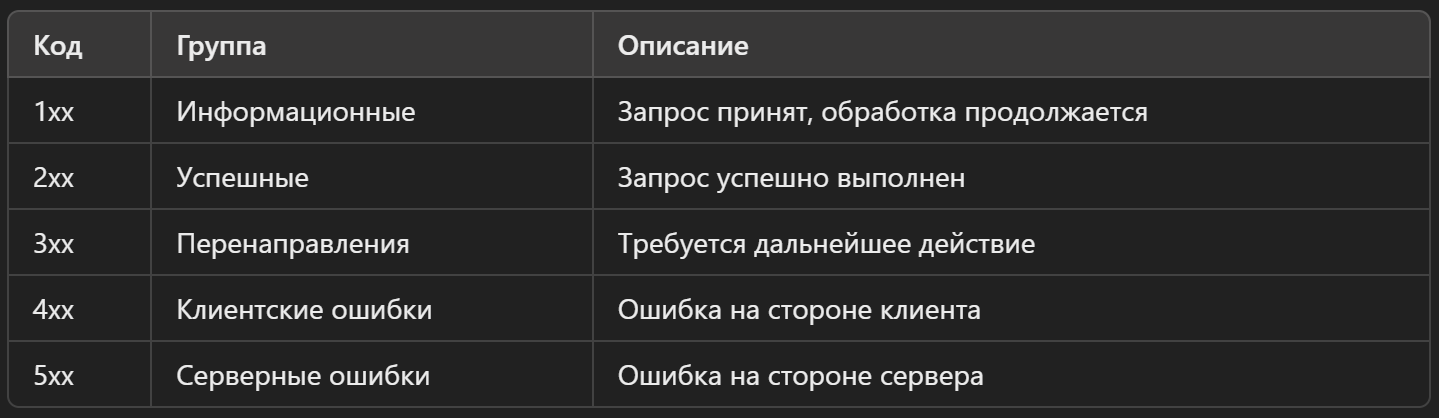 Код Группа Описание
1xx Информационные Запрос принят, обработка продолжается
2xx Успешные Запрос успешно выполнен
3xx Перенаправления Требуется дальнейшее действие
4xx Клиентские ошибки Ошибка на стороне клиента
5xx Серверные ошибки Ошибка на стороне сервера